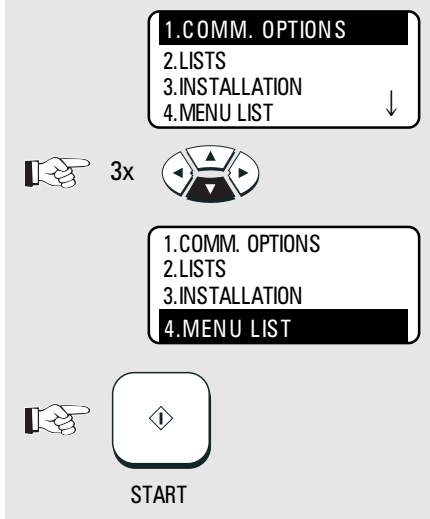 1.COMM. OPTIONS
2.LISTS
3.INSTALLATION
4.MENU LIST ↓
3x
1.COMM. OPTIONS
2.LISTS
3.INSTALLATION
4.MENU LIST
START